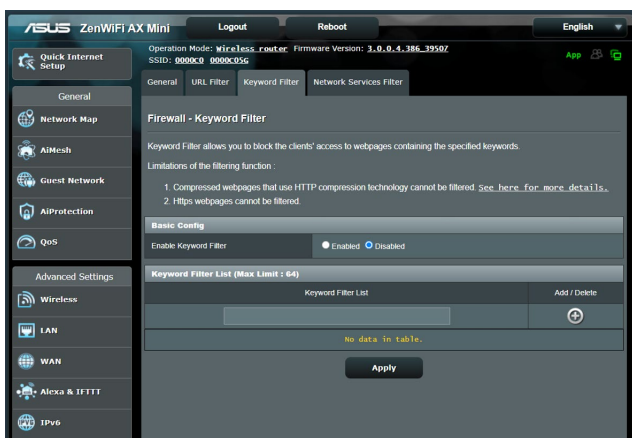 ASUS ZenWiFi AX Mini Logout Reboot English
Quick Internet Setup
Operation Mode: Wireless router Firmware Version: 3.0.0.4.386_39507
SSID: 0000C0 0000C05G
App
General URL Filter Keyword Filter Network Services Filter
General
Network Map
AiMesh
Guest Network
AiProtection
QoS
Advanced Settings
Wireless
LAN
WAN
Alexa & IFTTT
IPv6
Firewall - Keyword Filter
Keyword Filter allows you to block the clients' access to webpages containing the specified keywords.
Limitations of the filtering function :
1. Compressed webpages that use HTTP compression technology cannot be filtered. See here for more details.
2. Https webpages cannot be filtered.
Basic Config
Enable Keyword Filter Enabled Disabled
Keyword Filter List (Max Limit : 64)
Keyword Filter List Add / Delete
No data in table.
Apply